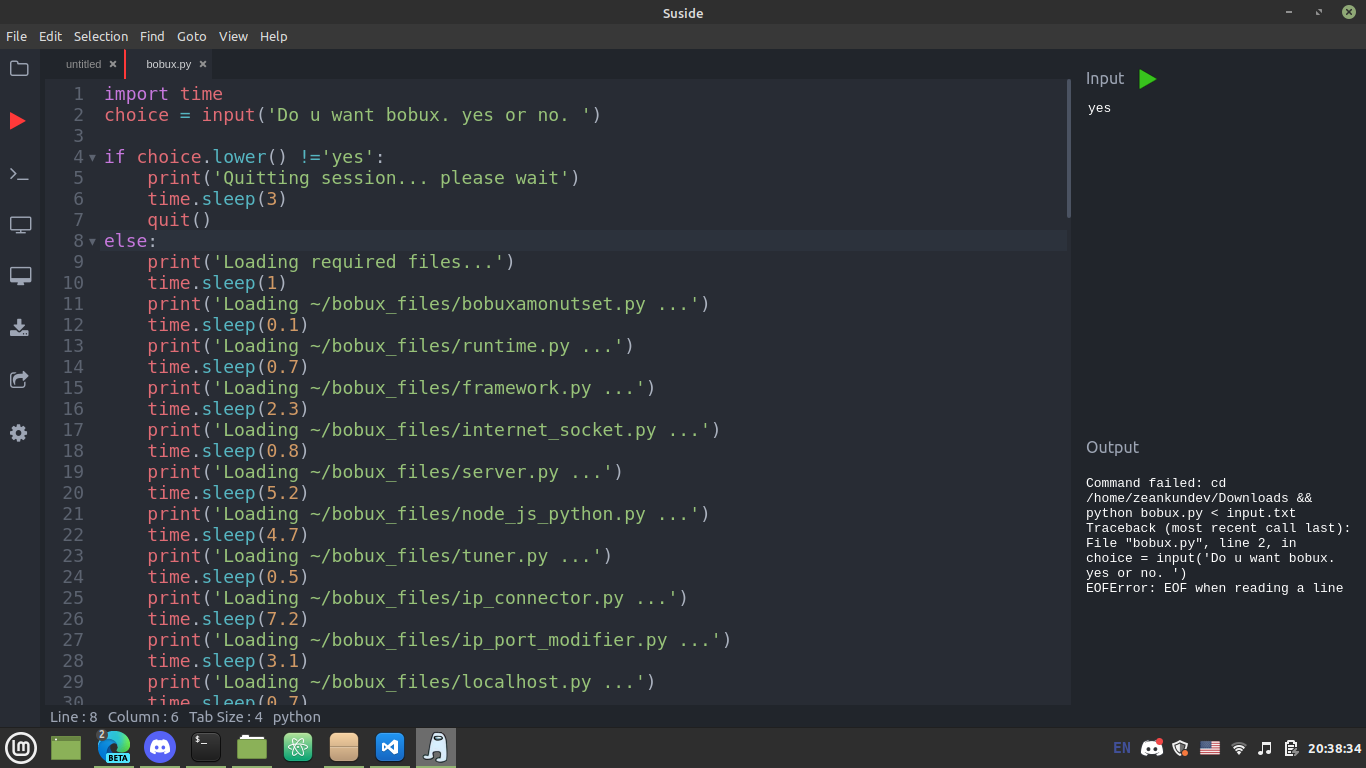 Suside
File Edit Selection Find Goto View Help
untitled × bobux.py ×
1 import time
2 choice = input('Do u want bobux. yes or no. ')
3
4 if choice.lower() !='yes':
5 print('Quitting session... please wait')
6 time.sleep(3)
7 quit()
8 else:
9 print('Loading required files...')
10 time.sleep(1)
11 print('Loading ~/bobux_files/bobuxamonutset.py ...')
12 time.sleep(0.1)
13 print('Loading ~/bobux_files/runtime.py ...')
14 time.sleep(0.7)
15 print('Loading ~/bobux_files/framework.py ...')
16 time.sleep(2.3)
17 print('Loading ~/bobux_files/internet_socket.py ...')
18 time.sleep(0.8)
19 print('Loading ~/bobux_files/server.py ...')
20 time.sleep(5.2)
21 print('Loading ~/bobux_files/node_js_python.py ...')
22 time.sleep(4.7)
23 print('Loading ~/bobux_files/tuner.py ...')
24 time.sleep(0.5)
25 print('Loading ~/bobux_files/ip_connector.py ...')
26 time.sleep(7.2)
27 print('Loading ~/bobux_files/ip_port_modifier.py ...')
28 time.sleep(3.1)
29 print('Loading ~/bobux_files/localhost.py ...')
30 time.sleep(0.7)
Input
yes
Output
Command failed: cd
/home/zeankundev/Downloads &&
python bobux.py < input.txt
Traceback (most recent call last):
File "bobux.py", line 2, in
choice = input('Do u want bobux.
yes or no. ')
EOFError: EOF when reading a line
Line : 8 Column : 6 Tab Size : 4 python
2
BETA
$_
EN
20:38:34